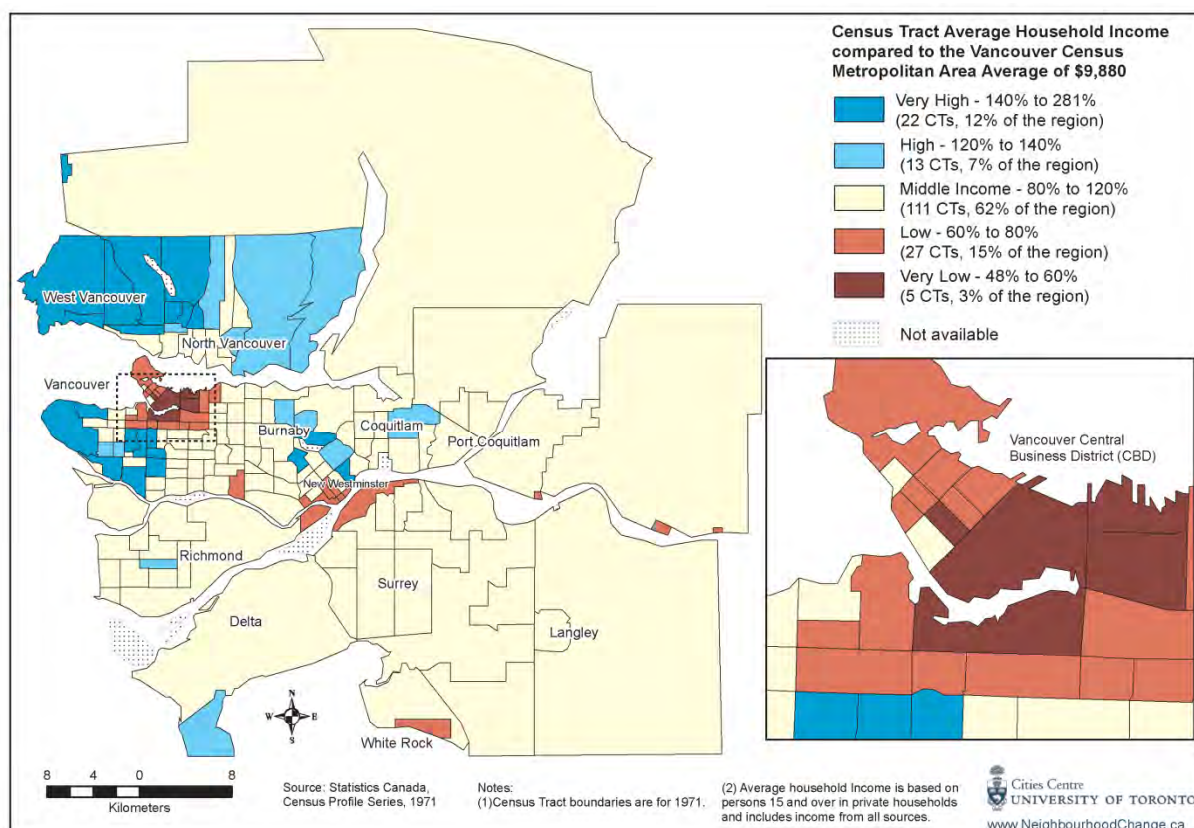 Census Tract Average Household Income
compared to the Vancouver Census
Metropolitan Area Average of $9,880
Very High - 140% to 281%
(22 CTs, 12% of the region)
High - 120% to 140%
(13 CTs, 7% of the region)
Middle Income - 80% to 120%
(111 CTs, 62% of the region)
Low - 60% to 80%
(27 CTs, 15% of the region)
Very Low - 48% to 60%
(5 CTs, 3% of the region)
Not available
West Vancouver
North Vancouver
Vancouver
Burnaby
Coquitlam
Port Coquitlam
New Westminster
Richmond
Surrey
Delta
Langley
White Rock
Vancouver Central
Business District (CBD)
N
W E
S
8 4 0 8
Kilometers
Source: Statistics Canada,
Census Profile Series, 1971
Notes:
(1)Census Tract boundaries are for 1971.
(2) Average household Income is based on
persons 15 and over in private households
and includes income from all sources.
Cities Centre
UNIVERSITY OF TORONTO
www.NeighbourhoodChange.ca